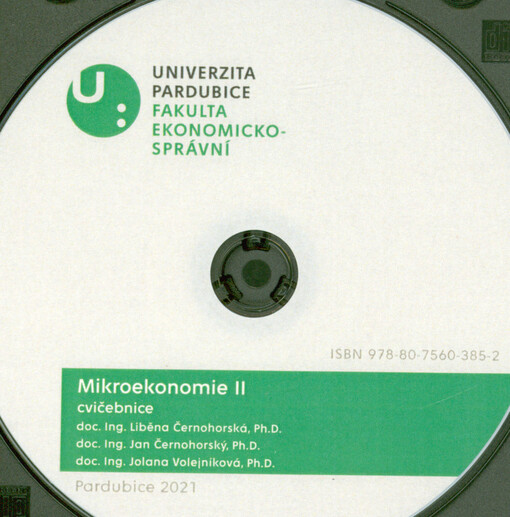 U:
UNIVERZITA
PARDUBICE
FAKULTA
EKONOMICKO-
SPRÁVNÍ
ISBN 978-80-7560-385-2
Mikroekonomie II
cvičebnice
doc. Ing. Liběna Černohorská, Ph.D.
doc. Ing. Jan Černohorský, Ph.D.
doc. Ing. Jolana Volejníková, Ph.D.
Pardubice 2021